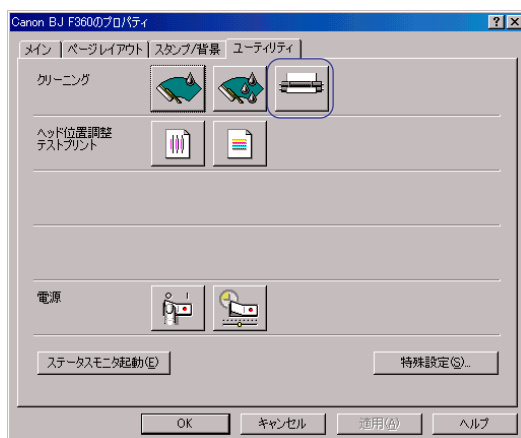 Canon BJ F360のプロパティ
メイン ページレイアウト スタンプ/背景 ユーティリティ
クリーニング
ヘッド位置調整
テストプリント
電源
ステータスモニタ起動(E) 特殊設定(S)...
OK キャンセル 適用(A) ヘルプ